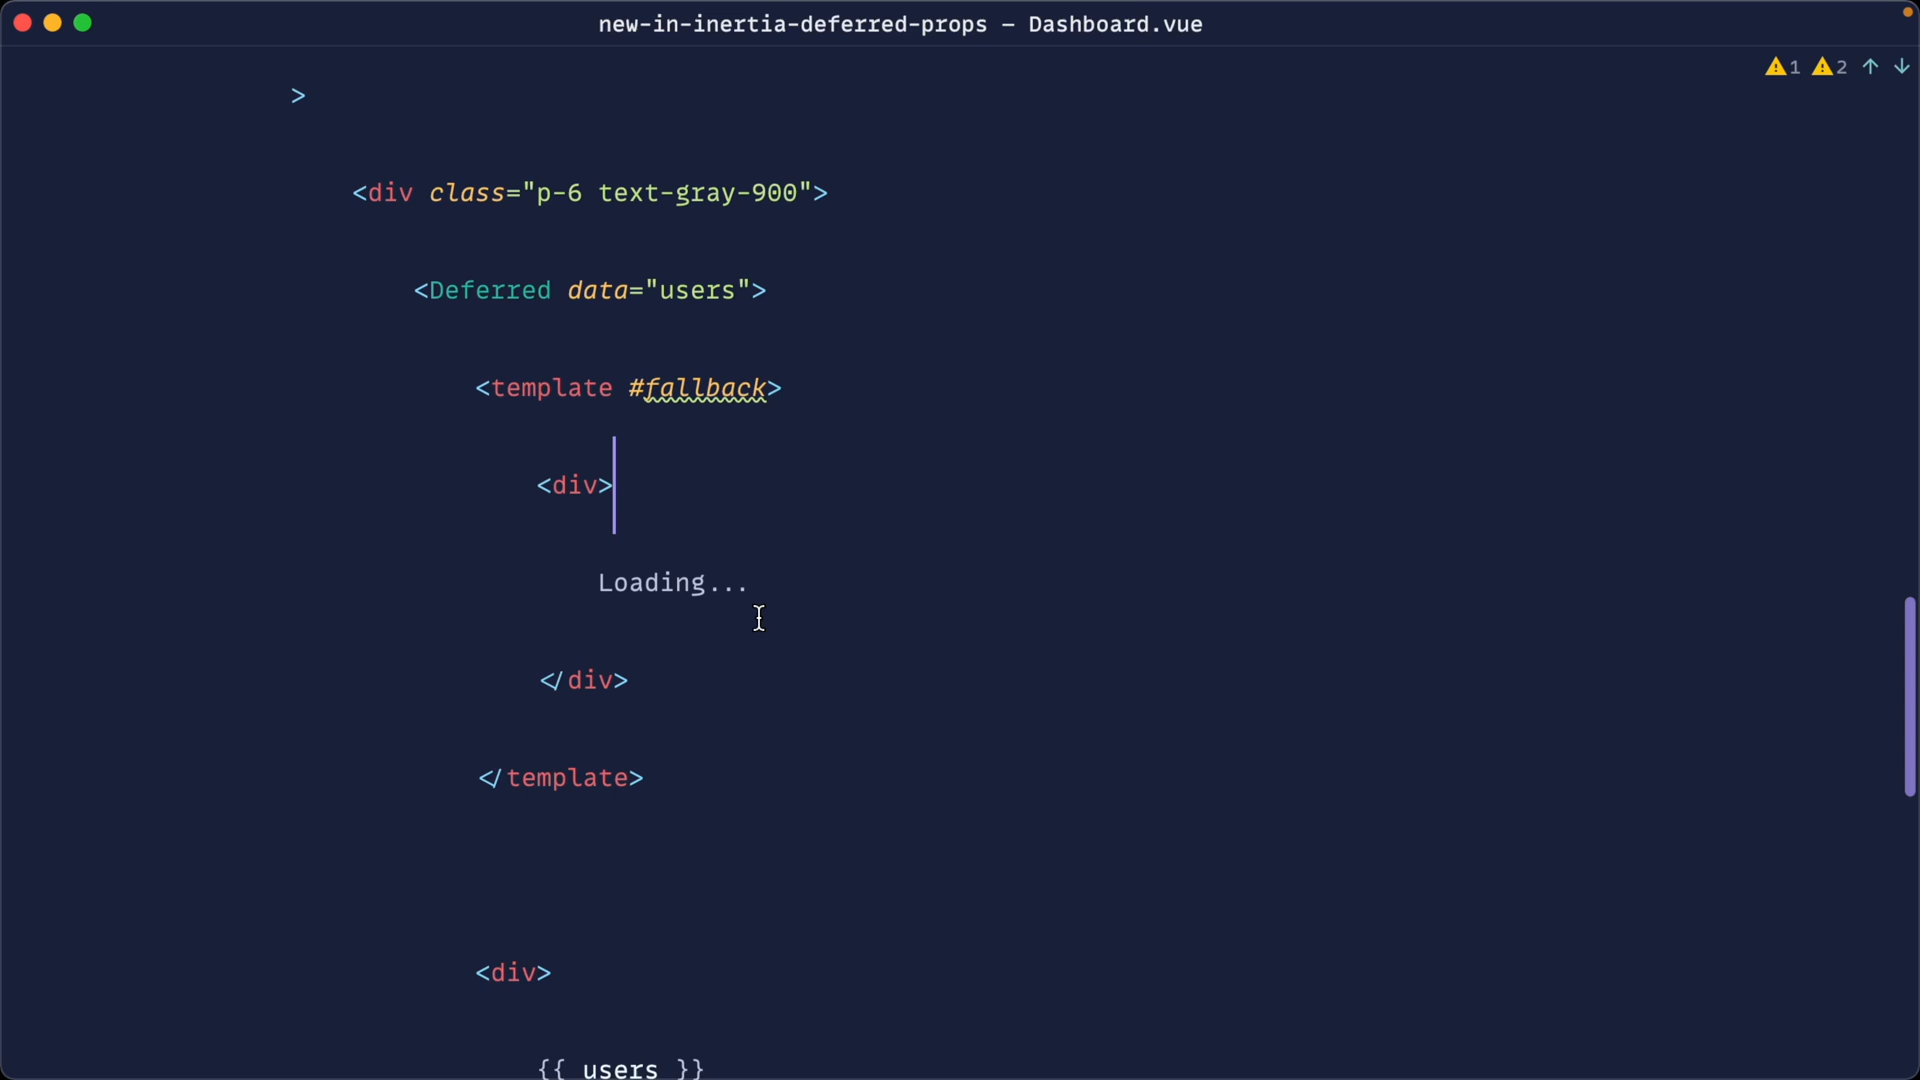 new-in-inertia-deferred-props – Dashboard.vue
1 2
>
<div class="p-6 text-gray-900">
<Deferred data="users">
<template #fallback>
<div>
Loading...
</div>
</template>
<div>
{{ users }}